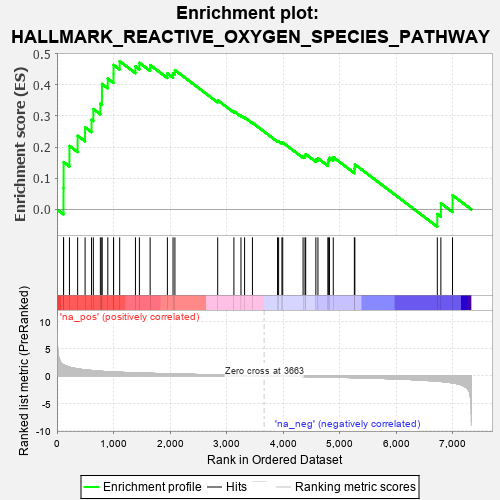 Enrichment plot:
HALLMARK_REACTIVE_OXYGEN_SPECIES_PATHWAY
Enrichment score (ES)
0.5
0.4
0.3
0.2
0.1
0.0
'na_pos' (positively correlated)
Ranked list metric (PreRanked)
10
5
0
-5
-10
Zero cross at 3663
'na_neg' (negatively correlated)
0 1,000 2,000 3,000 4,000 5,000 6,000 7,000
Rank in Ordered Dataset
Enrichment profile Hits Ranking metric scores